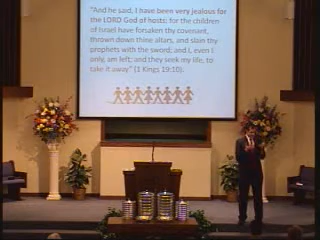 "And he said, I have been very jealous for
the LORD God of hosts: for the children
of Israel have forsaken thy covenant,
thrown down thine altars, and slain thy
prophets with the sword; and I, even I
only, am left; and they seek my life, to
take it away" (1 Kings 19:10).